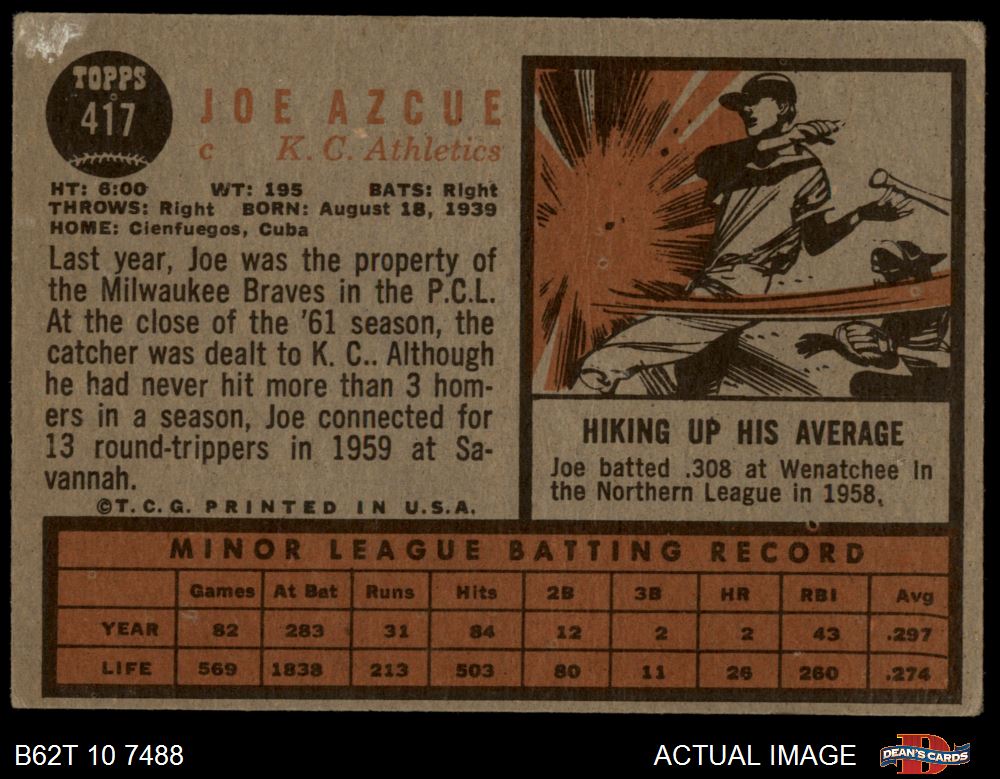 TOPPS
417
JOE AZCUE
c K. C. Athletics
HT: 6:00 WT: 195 BATS: Right
THROWS: Right BORN: August 18, 1939
HOME: Cienfuegos, Cuba
Last year, Joe was the property of
the Milwaukee Braves in the P.C.L.
At the close of the '61 season, the
catcher was dealt to K. C.. Although
he had never hit more than 3 hom-
ers in a season, Joe connected for
13 round-trippers in 1959 at Sa-
vannah.
©T. C. G. PRINTED IN U.S.A.
HIKING UP HIS AVERAGE
Joe batted .308 at Wenatchee in
the Northern League in 1958.
MINOR LEAGUE BATTING RECORD
Games At Bat Runs Hits 2B 3B HR RBI Avg
YEAR 82 283 31 84 12 2 2 43 .297
LIFE 569 1838 213 503 80 11 26 260 .274
B62T 10 7488 ACTUAL IMAGE DEAN'S CARDS